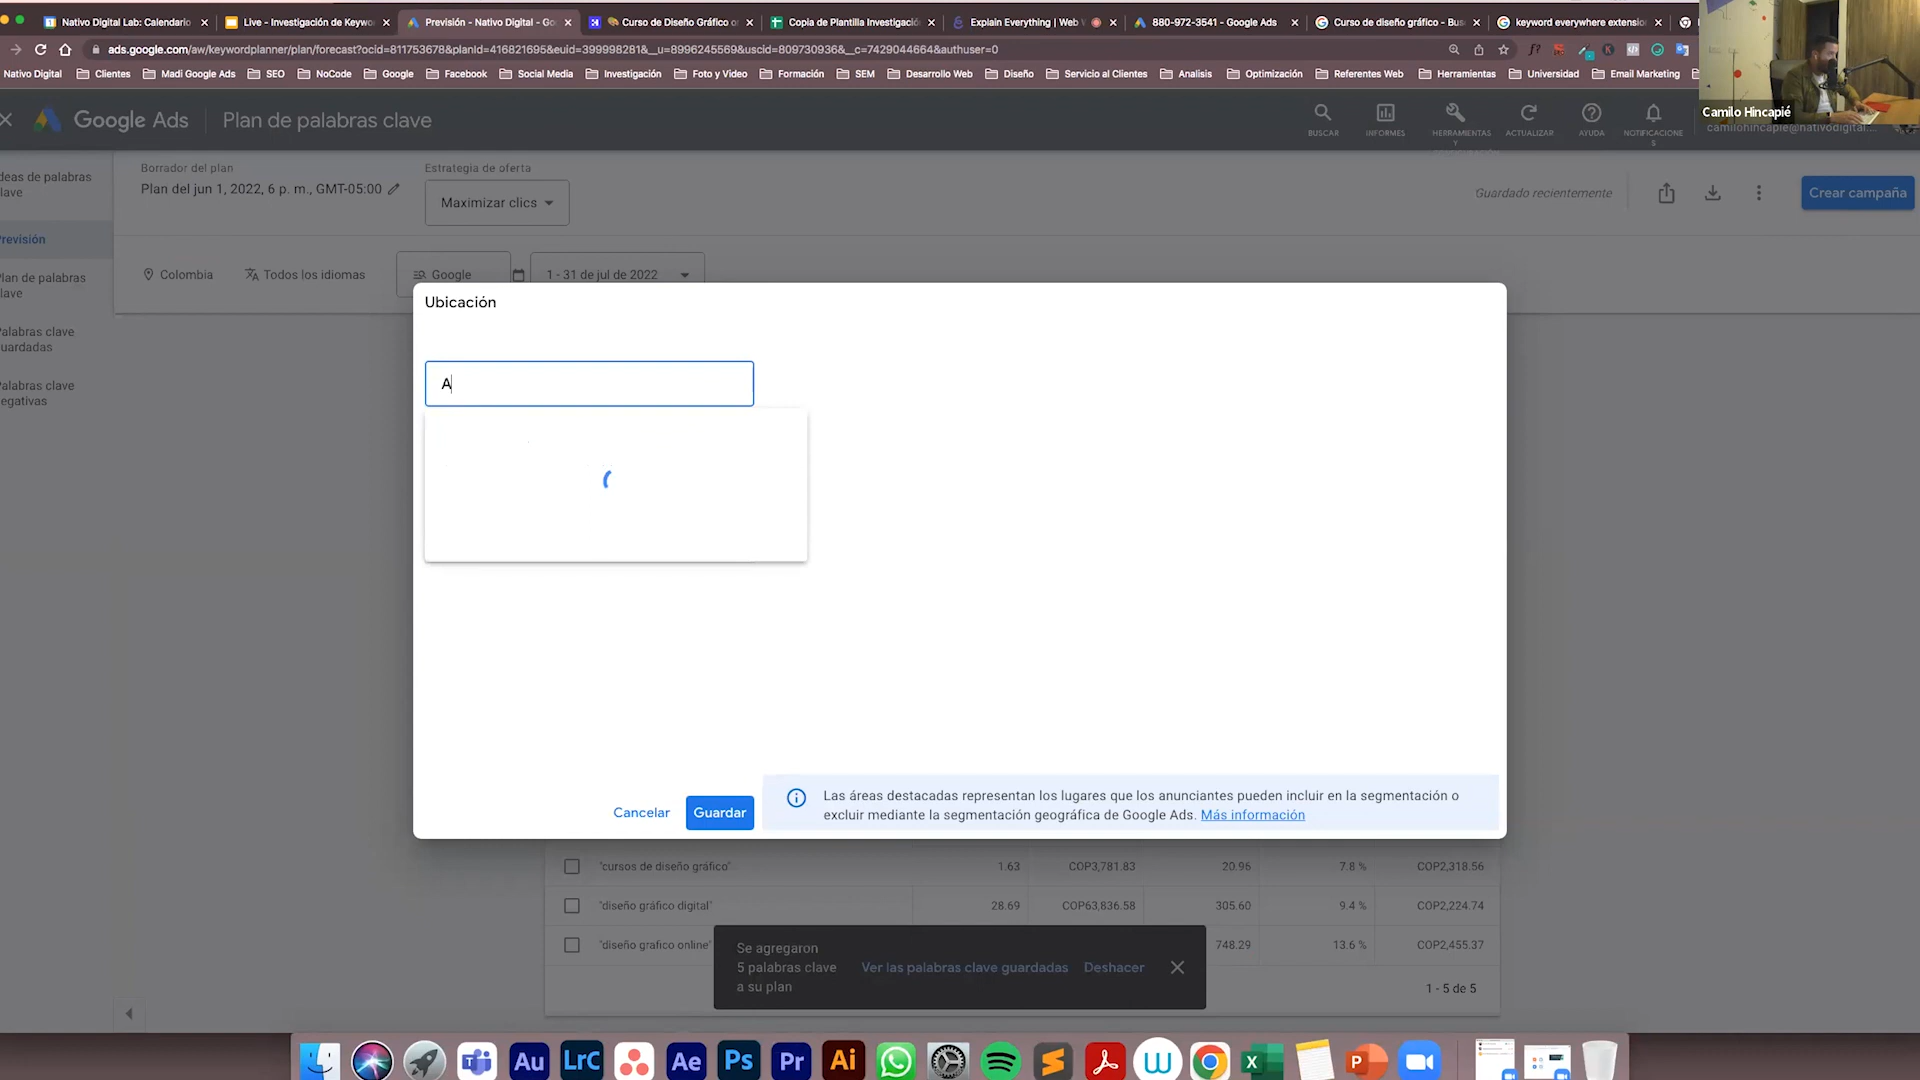 Nativo Digital Lab: Calendario
Live - Investigación de Keyw
Previsión - Nativo Digital - Go
Curso de Diseño Gráfico o
Copia de Plantilla Investigació
Explain Everything | Web
880-972-3541 - Google Ads
Curso de diseño gráfico - Bus
keyword everywhere extensio
ads.google.com/aw/keywordplanner/plan/forecast?ocid=811753678&planId=416821695&euid=399998281&__u=8996245569&uscid=809730936&__c=7429044664&authuser=0
Nativo Digital
Clientes
Madi Google Ads
SEO
NoCode
Google
Facebook
Social Media
Investigación
Foto y Video
Formación
SEM
Desarrollo Web
Diseño
Servicio al Clientes
Analisis
Optimización
Referentes Web
Herramientas
Universidad
Email Marketing
Camilo Hincapié
camilohincapie@nativodigital...
Google Ads
Plan de palabras clave
BUSCAR
INFORMES
HERRAMIENTAS
Y
ACTUALIZAR
AYUDA
NOTIFICACIONE
S
deas de palabras
lave
revisión
lan de palabras
lave
alabras clave
uardadas
alabras clave
egativas
Borrador del plan
Plan del jun 1, 2022, 6 p. m., GMT-05:00
Estrategia de oferta
Maximizar clics
Guardado recientemente
Crear campaña
Colombia
Todos los idiomas
Google
1 - 31 de jul de 2022
Ubicación
A
Cancelar
Guardar
Las áreas destacadas representan los lugares que los anunciantes pueden incluir en la segmentación o
excluir mediante la segmentación geográfica de Google Ads. Más información
"cursos de diseño gráfico" 1.63 COP3,781.83 20.96 7.8 % COP2,318.56
"diseño gráfico digital" 28.69 COP63,836.58 305.60 9.4 % COP2,224.74
"diseño grafico online" 748.29 13.6 % COP2,455.37
Se agregaron
5 palabras clave
a su plan
Ver las palabras clave guardadas
Deshacer
1 - 5 de 5
Au
LrC
Ae
Ps
Pr
Ai
X
P